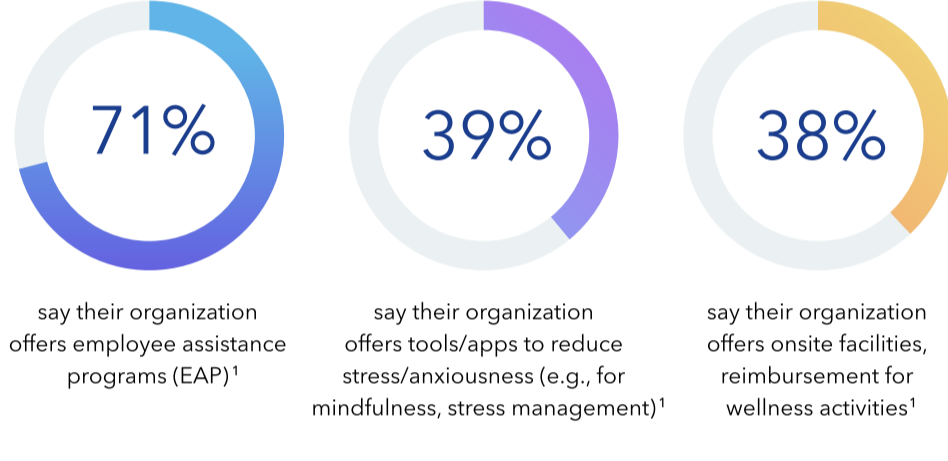 71%
say their organization
offers employee assistance
programs (EAP)¹
39%
say their organization
offers tools/apps to reduce
stress/anxiousness (e.g., for
mindfulness, stress management)¹
38%
say their organization
offers onsite facilities,
reimbursement for
wellness activities¹